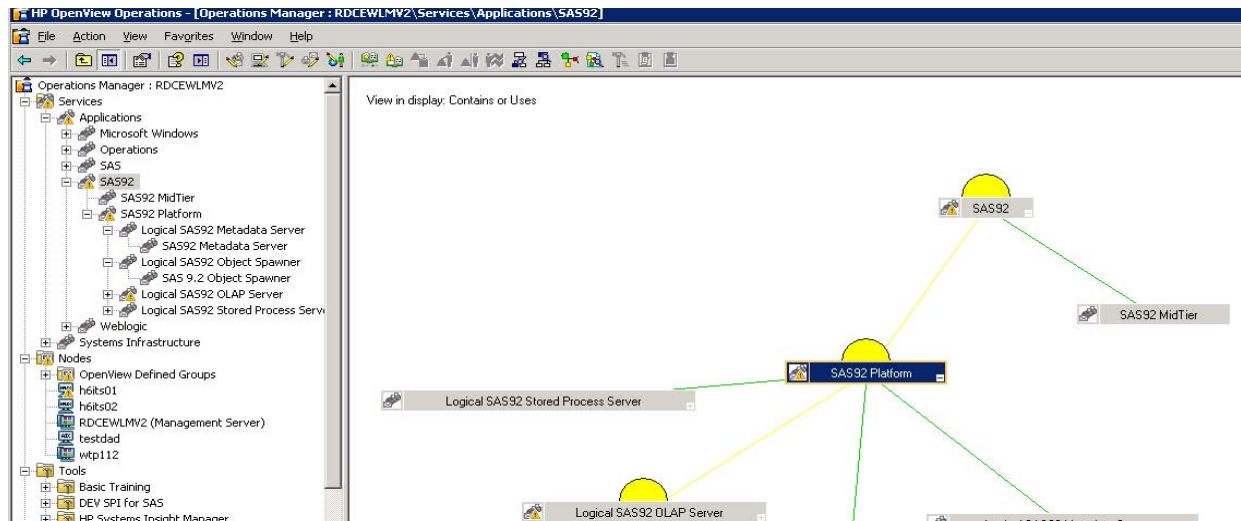 HP OpenView Operations - [Operations Manager : RDCEWLMV2\Services\Applications\SAS92]
File Action View Favorites Window Help
Operations Manager : RDCEWLMV2
Services
Applications
Microsoft Windows
Operations
SAS
SAS92
SAS92 MidTier
SAS92 Platform
Logical SAS92 Metadata Server
SAS92 Metadata Server
Logical SAS92 Object Spawner
SAS 9.2 Object Spawner
Logical SAS92 OLAP Server
Logical SAS92 Stored Process Serv
Weblogic
Systems Infrastructure
Nodes
OpenView Defined Groups
h6its01
h6its02
RDCEWLMV2 (Management Server)
testdad
wtp112
Tools
Basic Training
DEV SPI for SAS
HP Systems Insight Manager
View in display: Contains or Uses
SAS92
SAS92 MidTier
SAS92 Platform
Logical SAS92 Stored Process Server
Logical SAS92 OLAP Server